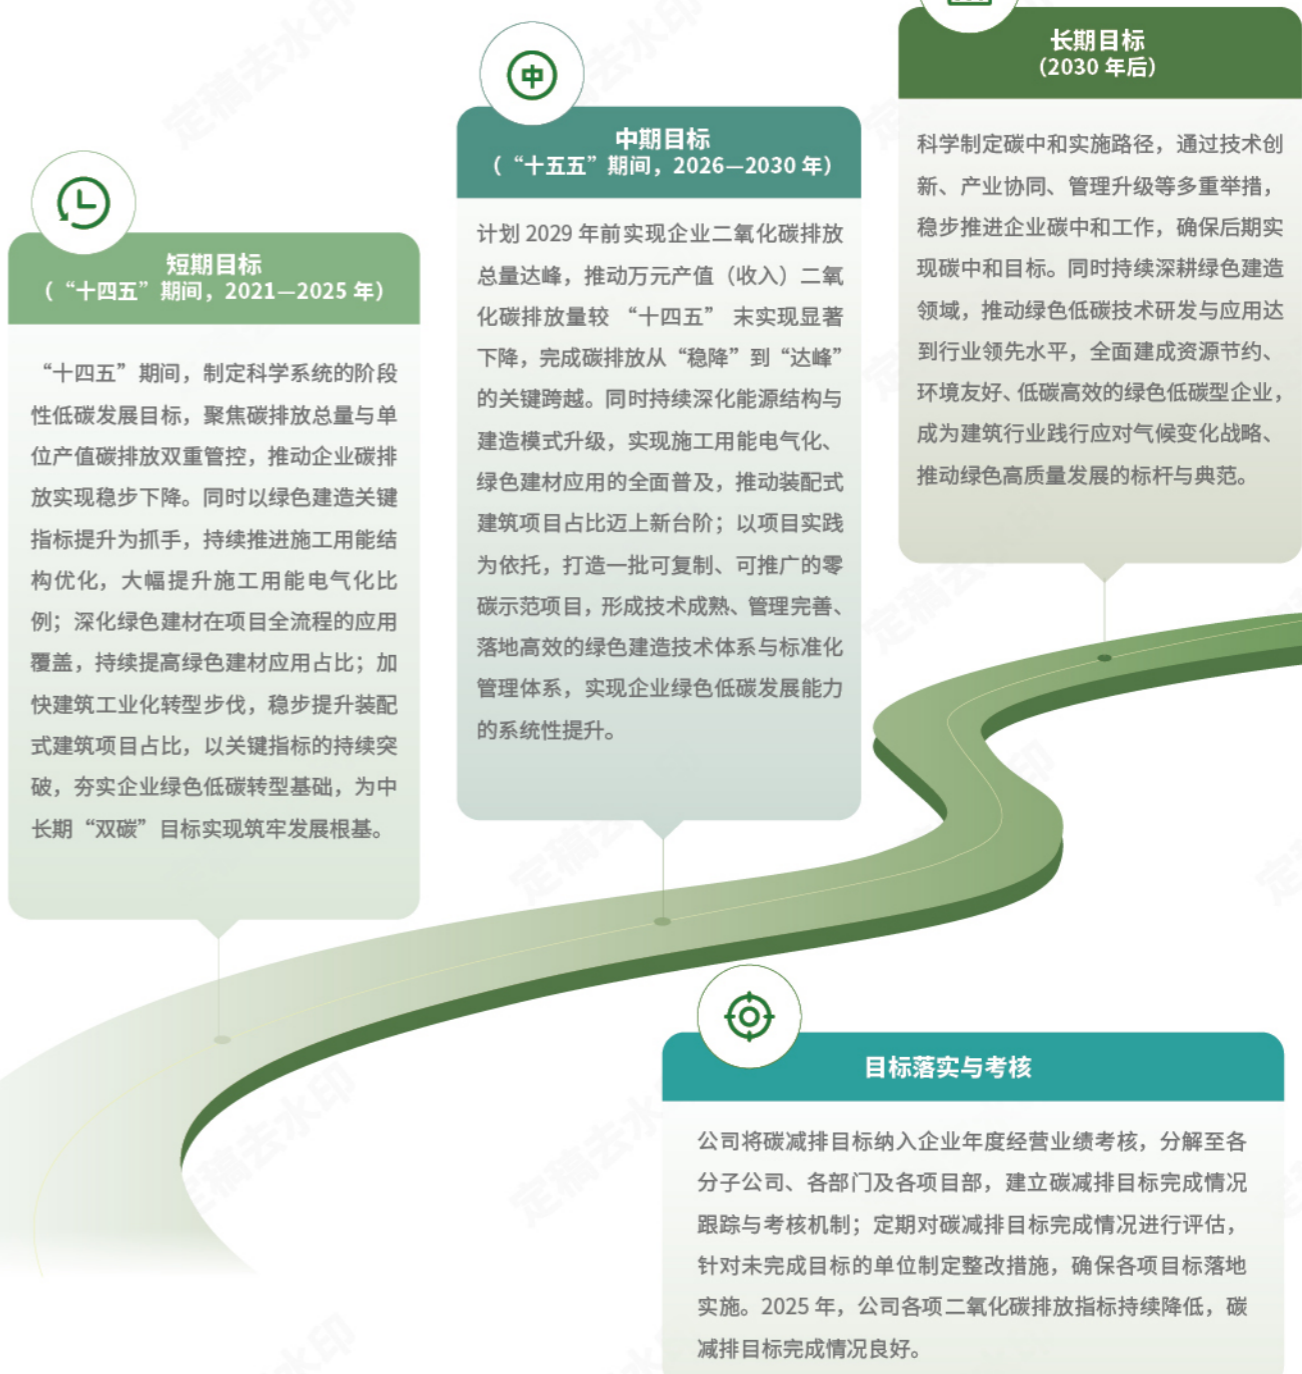 短期目标
（“十四五”期间，2021—2025 年）
“十四五”期间，制定科学系统的阶段
性低碳发展目标，聚焦碳排放总量与单
位产值碳排放双重管控，推动企业碳排
放实现稳步下降。同时以绿色建造关键
指标提升为抓手，持续推进施工用能结
构优化，大幅提升施工用能电气化比
例；深化绿色建材在项目全流程的应用
覆盖，持续提高绿色建材应用占比；加
快建筑工业化转型步伐，稳步提升装配
式建筑项目占比，以关键指标的持续突
破，夯实企业绿色低碳转型基础，为中
长期“双碳”目标实现筑牢发展根基。
中
中期目标
（“十五五”期间，2026—2030 年）
计划 2029 年前实现企业二氧化碳排放
总量达峰，推动万元产值（收入）二氧
化碳排放量较 “十四五” 末实现显著
下降，完成碳排放从“稳降”到“达峰”
的关键跨越。同时持续深化能源结构与
建造模式升级，实现施工用能电气化、
绿色建材应用的全面普及，推动装配式
建筑项目占比迈上新台阶；以项目实践
为依托，打造一批可复制、可推广的零
碳示范项目，形成技术成熟、管理完善、
落地高效的绿色建造技术体系与标准化
管理体系，实现企业绿色低碳发展能力
的系统性提升。
长期目标
（2030 年后）
科学制定碳中和实施路径，通过技术创
新、产业协同、管理升级等多重举措，
稳步推进企业碳中和工作，确保后期实
现碳中和目标。同时持续深耕绿色建造
领域，推动绿色低碳技术研发与应用达
到行业领先水平，全面建成资源节约、
环境友好、低碳高效的绿色低碳型企业，
成为建筑行业践行应对气候变化战略、
推动绿色高质量发展的标杆与典范。
目标落实与考核
公司将碳减排目标纳入企业年度经营业绩考核，分解至各
分子公司、各部门及各项目部，建立碳减排目标完成情况
跟踪与考核机制；定期对碳减排目标完成情况进行评估，
针对未完成目标的单位制定整改措施，确保各项目标落地
实施。2025 年，公司各项二氧化碳排放指标持续降低，碳
减排目标完成情况良好。
定稿去水印
定稿去水印
定稿去水印
定稿去水印
定稿去水印